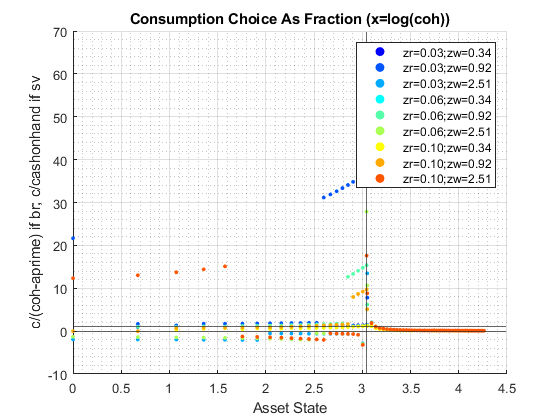 Consumption Choice As Fraction (x=log(coh))
c/(coh-aprime) if br, c/cashonhand if sv
70
60
50
40
30
20
10
0
-10
zr=0.03;zw=0.34
zr=0.03;zw=0.92
zr=0.03;zw=2.51
zr=0.06;zw=0.34
zr=0.06;zw=0.92
zr=0.06;zw=2.51
zr=0.10;zw=0.34
zr=0.10;zw=0.92
zr=0.10;zw=2.51
0 0.5 1 1.5 2 2.5 3 3.5 4 4.5
Asset State